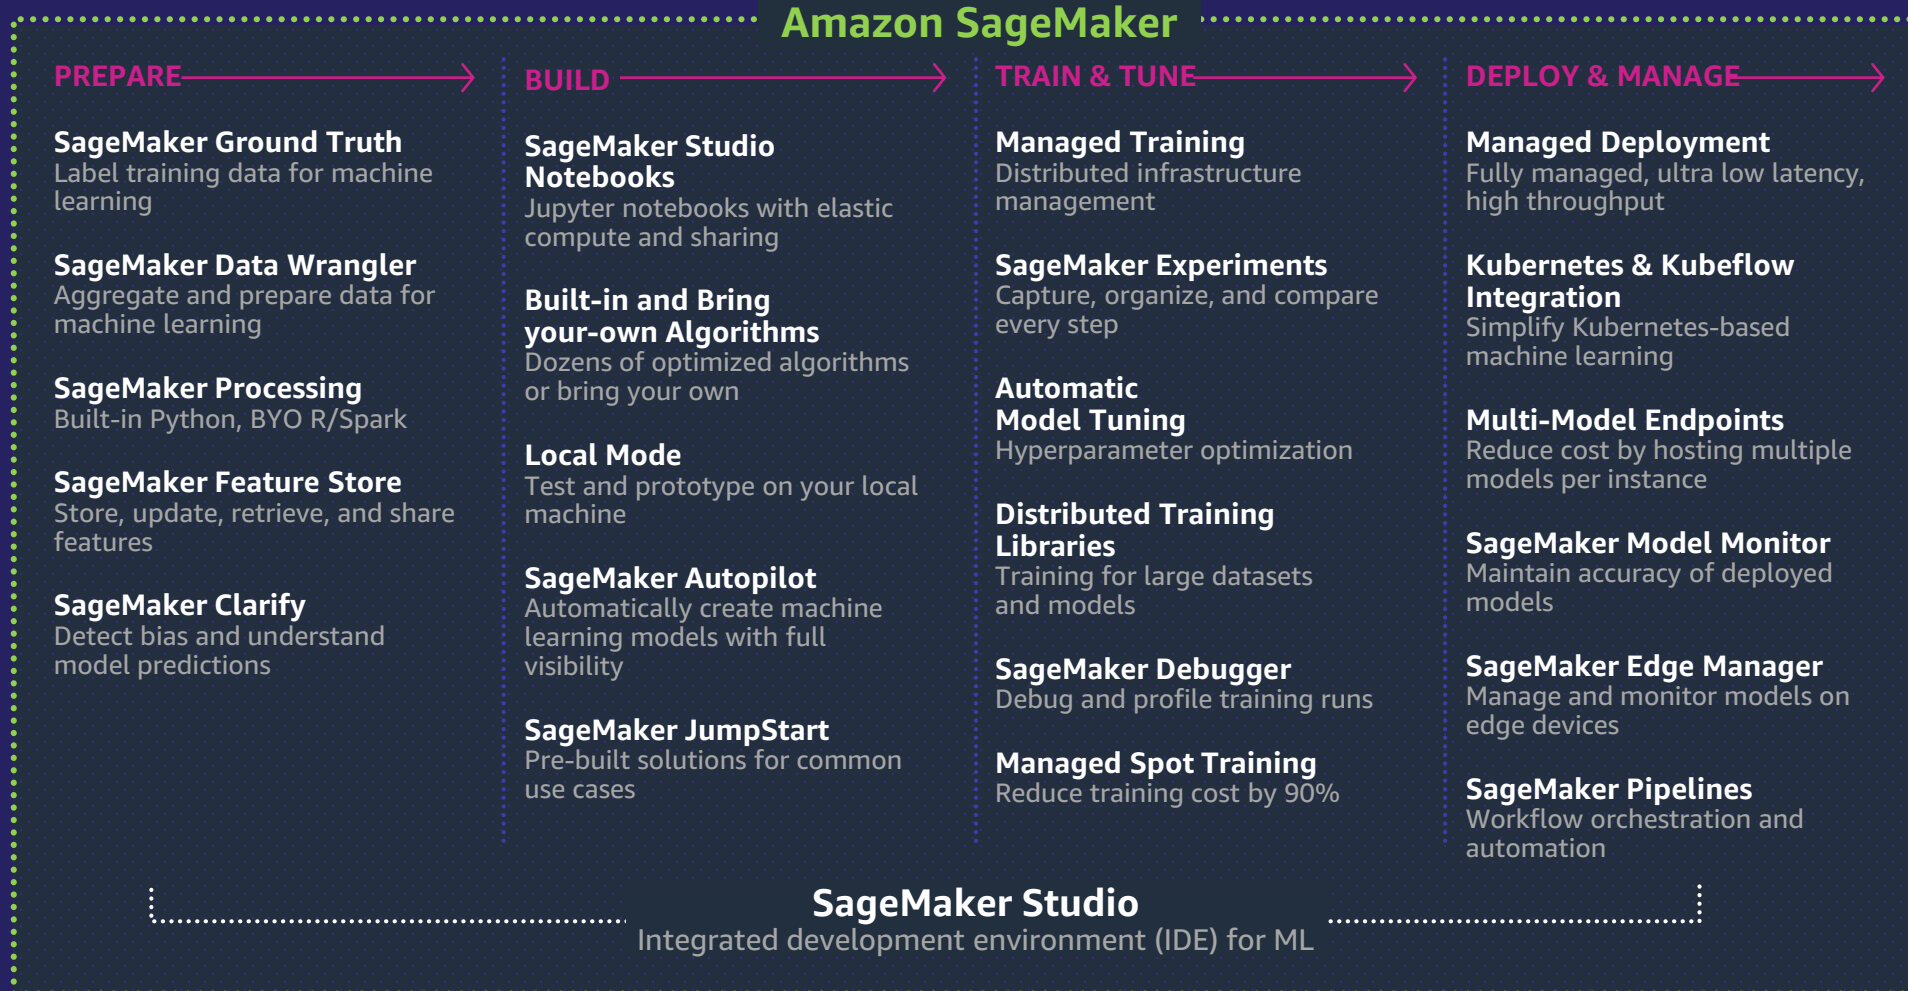 Amazon SageMaker
PREPARE
SageMaker Ground Truth
Label training data for machine
learning
SageMaker Data Wrangler
Aggregate and prepare data for
machine learning
SageMaker Processing
Built-in Python, BYO R/Spark
SageMaker Feature Store
Store, update, retrieve, and share
features
SageMaker Clarify
Detect bias and understand
model predictions
BUILD
SageMaker Studio
Notebooks
Jupyter notebooks with elastic
compute and sharing
Built-in and Bring
your-own Algorithms
Dozens of optimized algorithms
or bring your own
Local Mode
Test and prototype on your local
machine
SageMaker Autopilot
Automatically create machine
learning models with full
visibility
SageMaker JumpStart
Pre-built solutions for common
use cases
TRAIN & TUNE
Managed Training
Distributed infrastructure
management
SageMaker Experiments
Capture, organize, and compare
every step
Automatic
Model Tuning
Hyperparameter optimization
Distributed Training
Libraries
Training for large datasets
and models
SageMaker Debugger
Debug and profile training runs
Managed Spot Training
Reduce training cost by 90%
DEPLOY & MANAGE
Managed Deployment
Fully managed, ultra low latency,
high throughput
Kubernetes & Kubeflow
Integration
Simplify Kubernetes-based
machine learning
Multi-Model Endpoints
Reduce cost by hosting multiple
models per instance
SageMaker Model Monitor
Maintain accuracy of deployed
models
SageMaker Edge Manager
Manage and monitor models on
edge devices
SageMaker Pipelines
Workflow orchestration and
automation
SageMaker Studio
Integrated development environment (IDE) for ML